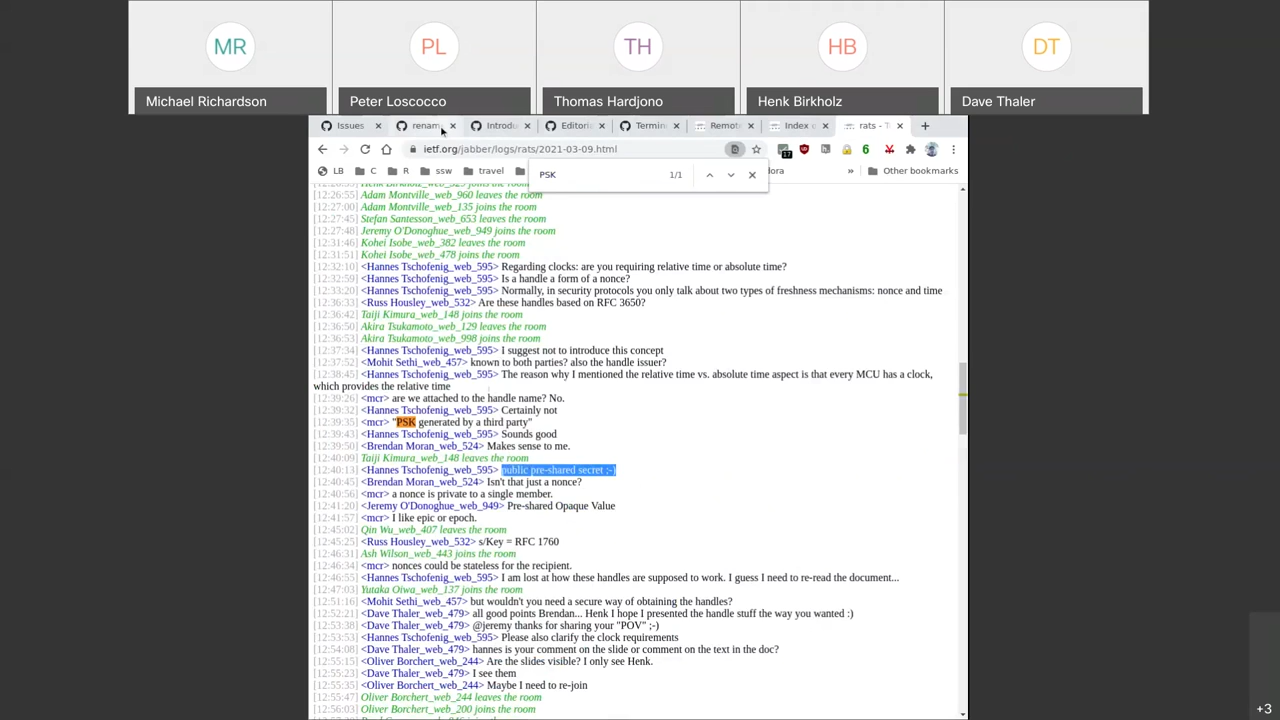 MR
PL
TH
HB
DT
Michael Richardson
Peter Loscocco
Thomas Hardjono
Henk Birkholz
Dave Thaler
Issues
renam
Introdu
Editoria
Termin
Remot
Index o
rats - T
ietf.org/jabber/logs/rats/2021-03-09.html
17
6
LB
C
R
ssw
travel
dora
»
Other bookmarks
PSK
1/1
[12:26:55] Adam Montville_web_960 leaves the room
[12:27:00] Adam Montville_web_135 joins the room
[12:27:48] Stefan Santesson_web_653 leaves the room
[12:27:48] Jeremy O'Donoghue_web_949 joins the room
[12:31:46] Kohei Isobe_web_382 leaves the room
[12:31:51] Kohei Isobe_web_478 joins the room
[12:32:10] <Hannes Tschofenig_web_595> Regarding clocks: are you requiring relative time or absolute time?
[12:32:59] <Hannes Tschofenig_web_595> Is a handle a form of a nonce?
[12:33:20] <Hannes Tschofenig_web_595> Normally, in security protocols you only talk about two types of freshness mechanisms: nonce and time
[12:36:33] <Russ Housley_web_532> Are these handles based on RFC 3650?
[12:36:42] Taiji Kimura_web_148 joins the room
[12:36:50] Akira Tsukamoto_web_129 leaves the room
[12:36:53] Akira Tsukamoto_web_998 joins the room
[12:37:34] <Hannes Tschofenig_web_595> I suggest not to introduce this concept
[12:37:52] <Mohit Sethi_web_457> known to both parties? also the handle issuer?
[12:38:45] <Hannes Tschofenig_web_595> The reason why I mentioned the relative time vs. absolute time aspect is that every MCU has a clock,
which provides the relative time
[12:39:26] <mcr> are we attached to the handle name? No.
[12:39:32] <Hannes Tschofenig_web_595> Certainly not
[12:39:35] <mcr> "PSK generated by a third party"
[12:39:43] <Hannes Tschofenig_web_595> Sounds good
[12:39:50] <Brendan Moran_web_524> Makes sense to me.
[12:40:09] Taiji Kimura_web_148 leaves the room
[12:40:13] <Hannes Tschofenig_web_595> public pre-shared secret ;-)
[12:40:45] <Brendan Moran_web_524> Isn't that just a nonce?
[12:40:56] <mcr> a nonce is private to a single member.
[12:41:20] <Jeremy O'Donoghue_web_949> Pre-shared Opaque Value
[12:41:57] <mcr> I like epic or epoch.
[12:45:02] Qin Wu_web_407 leaves the room
[12:45:25] <Russ Housley_web_532> s/Key = RFC 1760
[12:46:31] Ash Wilson_web_443 joins the room
[12:46:34] <mcr> nonces could be stateless for the recipient.
[12:46:55] <Hannes Tschofenig_web_595> I am lost at how these handles are supposed to work. I guess I need to re-read the document...
[12:47:03] Yutaka Oiwa_web_137 joins the room
[12:51:16] <Mohit Sethi_web_457> but wouldn't you need a secure way of obtaining the handles?
[12:52:21] <Dave Thaler_web_479> all good points Brendan... Henk I hope I presented the handle stuff the way you wanted :)
[12:53:38] <Dave Thaler_web_479> @jeremy thanks for sharing your "POV" ;-)
[12:53:53] <Hannes Tschofenig_web_595> Please also clarify the clock requirements
[12:54:08] <Dave Thaler_web_479> hannes is your comment on the slide or comment on the text in the doc?
[12:55:15] <Oliver Borchert_web_244> Are the slides visible? I only see Henk.
[12:55:23] <Dave Thaler_web_479> I see them
[12:55:35] <Oliver Borchert_web_244> Maybe I need to re-join
[12:55:47] Oliver Borchert_web_244 leaves the room
[12:56:03] Oliver Borchert_web_200 joins the room
+3